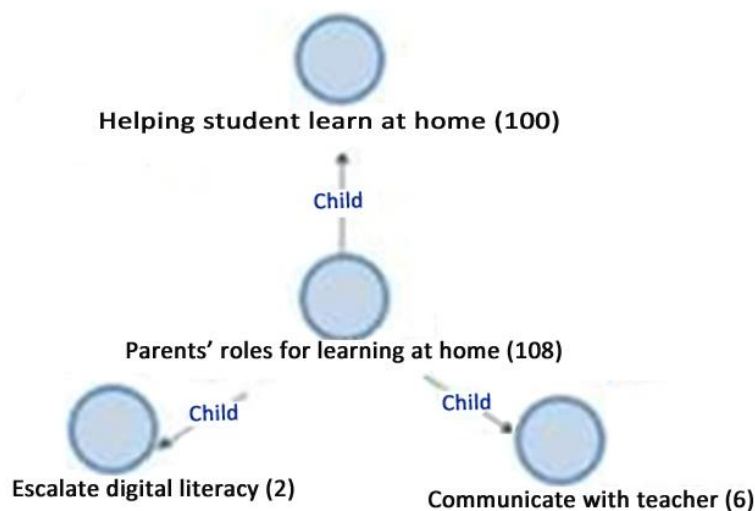 Helping student learn at home (100)
Child
Parents’ roles for learning at home (108)
Child
Child
Escalate digital literacy (2)
Communicate with teacher (6)